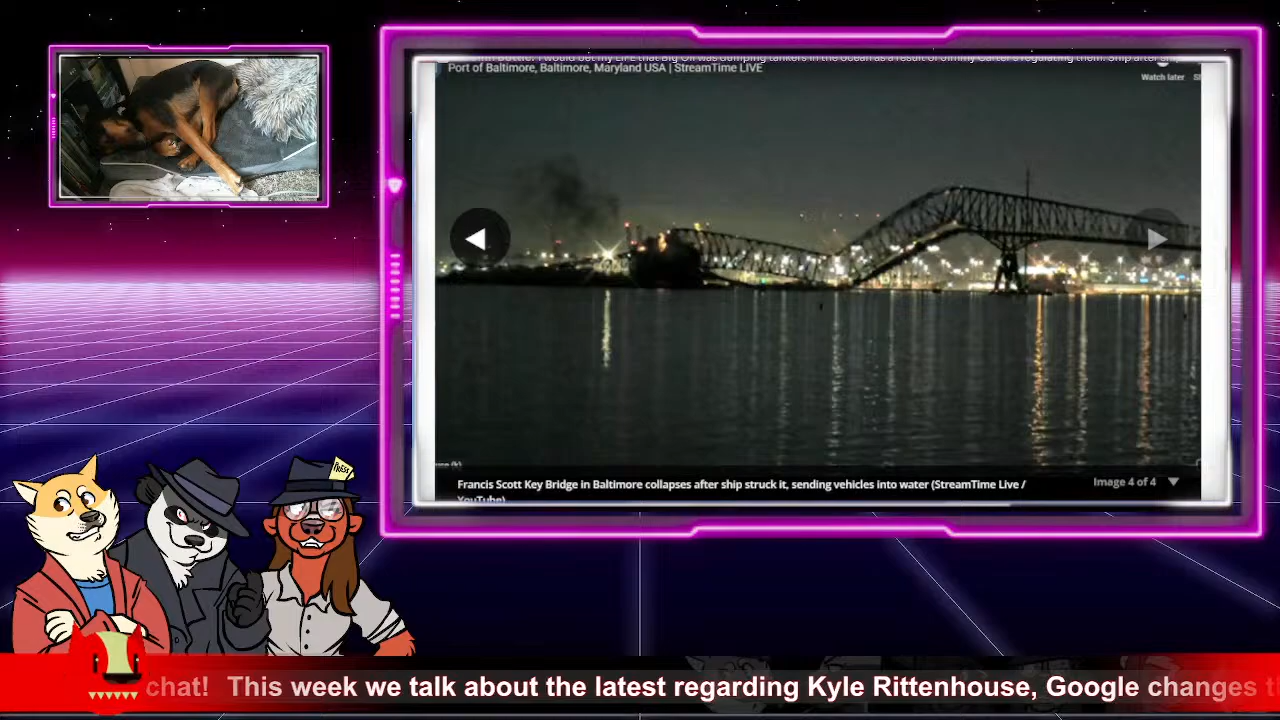 Port of Baltimore, Baltimore, Maryland USA | StreamTime LIVE
Watch later
Francis Scott Key Bridge in Baltimore collapses after ship struck it, sending vehicles into water (StreamTime Live /
YouTube)
Image 4 of 4
PRESS
chat! This week we talk about the latest regarding Kyle Rittenhouse, Google changes